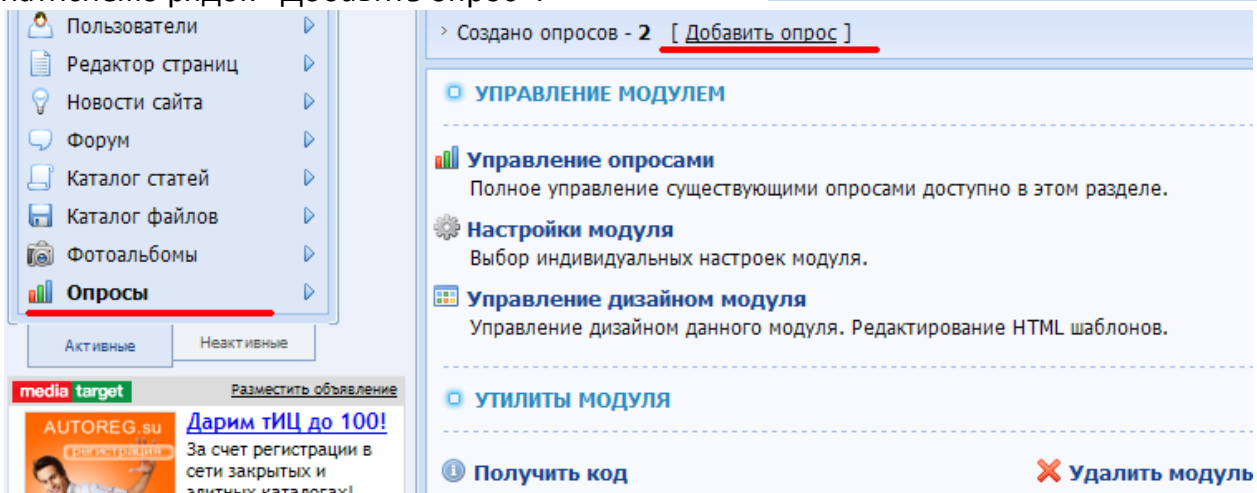 рядок "Добавить опрос".
Пользователи
Редактор страниц
Новости сайта
Форум
Каталог статей
Каталог файлов
Фотоальбомы
Опросы
Активные
Неактивные
media target
Разместить объявление
AUTOREG.su
регистрация
Дарим тИЦ до 100!
За счет регистрации в
сети закрытых и
элитных каталогах!
> Создано опросов - 2 [ Добавить опрос ]
УПРАВЛЕНИЕ МОДУЛЕМ
Управление опросами
Полное управление существующими опросами доступно в этом разделе.
Настройки модуля
Выбор индивидуальных настроек модуля.
Управление дизайном модуля
Управление дизайном данного модуля. Редактирование HTML шаблонов.
УТИЛИТЫ МОДУЛЯ
Получить код
Удалить модуль